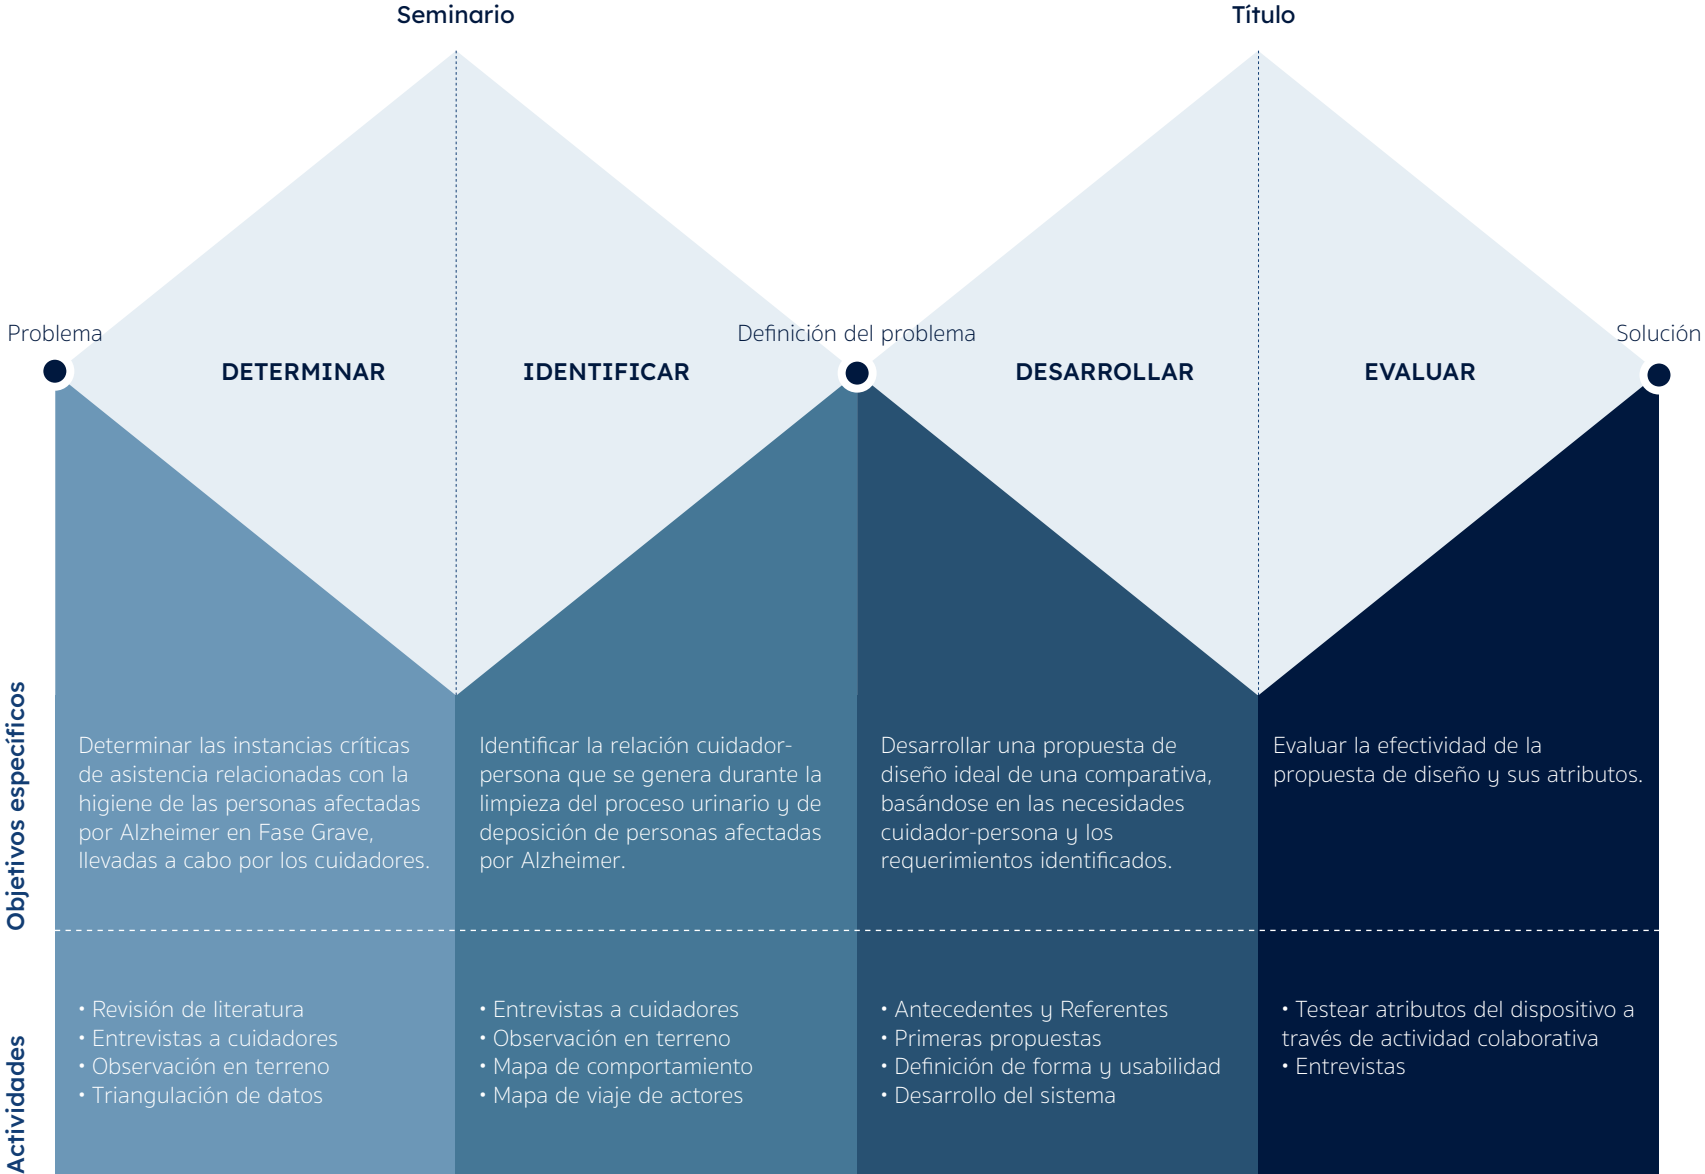 Seminario
Título
Problema
Definición del problema
Solución
DETERMINAR
IDENTIFICAR
DESARROLLAR
EVALUAR
Objetivos específicos
Determinar las instancias críticas
de asistencia relacionadas con la
higiene de las personas afectadas
por Alzheimer en Fase Grave,
llevadas a cabo por los cuidadores.
Identificar la relación cuidador-
persona que se genera durante la
limpieza del proceso urinario y de
deposición de personas afectadas
por Alzheimer.
Desarrollar una propuesta de
diseño ideal de una comparativa,
basándose en las necesidades
cuidador-persona y los
requerimientos identificados.
Evaluar la efectividad de la
propuesta de diseño y sus atributos.
Actividades
• Revisión de literatura
• Entrevistas a cuidadores
• Observación en terreno
• Triangulación de datos
• Entrevistas a cuidadores
• Observación en terreno
• Mapa de comportamiento
• Mapa de viaje de actores
• Antecedentes y Referentes
• Primeras propuestas
• Definición de forma y usabilidad
• Desarrollo del sistema
• Testear atributos del dispositivo a
través de actividad colaborativa
• Entrevistas